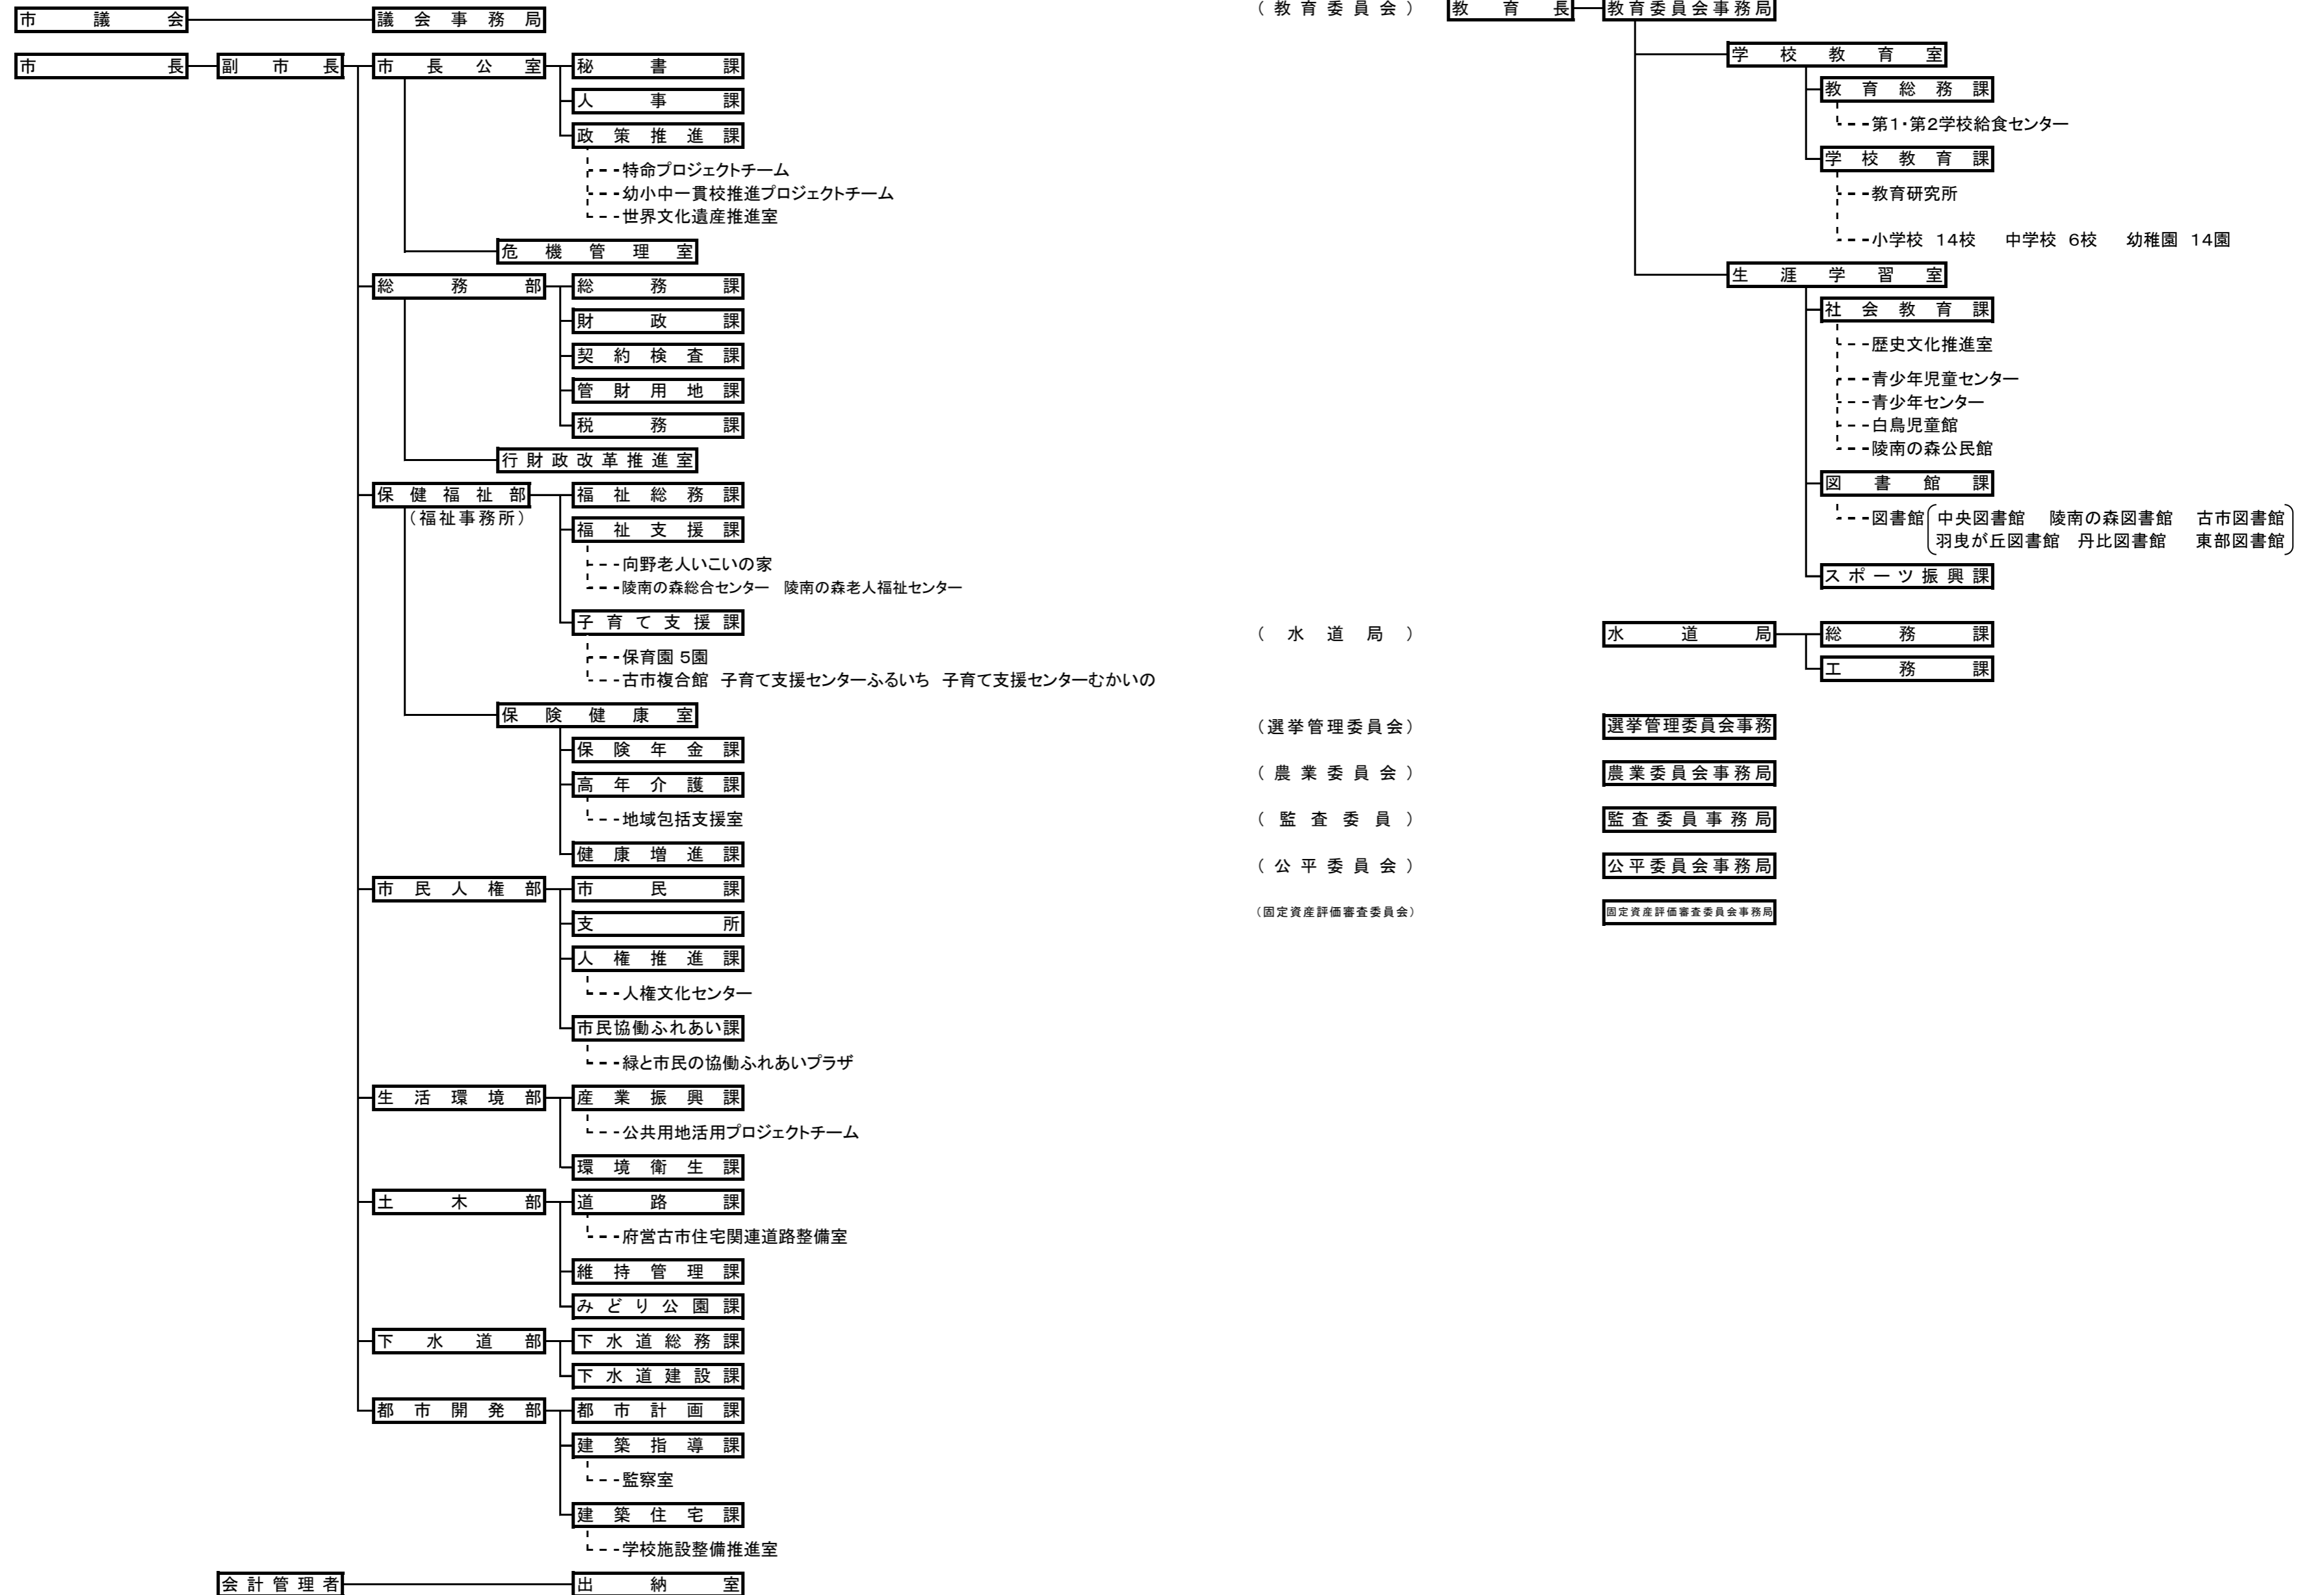 市議会 議会事務局
市長 副市長 市長公室 秘書課
人事課
政策推進課
特命プロジェクトチーム
幼小中一貫校推進プロジェクトチーム
世界文化遺産推進室
危機管理室
総務部 総務課
財政課
契約検査課
管財用地課
税務課
行財政改革推進室
保健福祉部 福祉総務課
(福祉事務所)
福祉支援課
向野老人いこいの家
陵南の森総合センター 陵南の森老人福祉センター
子育て支援課
保育園 5園
古市複合館 子育て支援センターふるいち 子育て支援センターむかいの
保険健康室
保険年金課
高年介護課
地域包括支援室
健康増進課
市民人権部 市民課
支所
人権推進課
人権文化センター
市民協働ふれあい課
緑と市民の協働ふれあいプラザ
生活環境部 産業振興課
公共用地活用プロジェクトチーム
環境衛生課
土木部 道路課
府営古市住宅関連道路整備室
維持管理課
みどり公園課
下水道部 下水道総務課
下水道建設課
都市開発部 都市計画課
建築指導課
監察室
建築住宅課
学校施設整備推進室
会計管理者 出納室
(教育委員会) 教育長 教育委員会事務局
学校教育室
教育総務課
第1・第2学校給食センター
学校教育課
教育研究所
小学校 14校 中学校 6校 幼稚園 14園
生涯学習室
社会教育課
歴史文化推進室
青少年児童センター
青少年センター
白鳥児童館
陵南の森公民館
図書館課
図書館 中央図書館 陵南の森図書館 古市図書館
羽曳が丘図書館 丹比図書館 東部図書館
スポーツ振興課
(水道局) 水道局 総務課
工務課
(選挙管理委員会) 選挙管理委員会事務
(農業委員会) 農業委員会事務局
(監査委員) 監査委員事務局
(公平委員会) 公平委員会事務局
(固定資産評価審査委員会) 固定資産評価審査委員会事務局